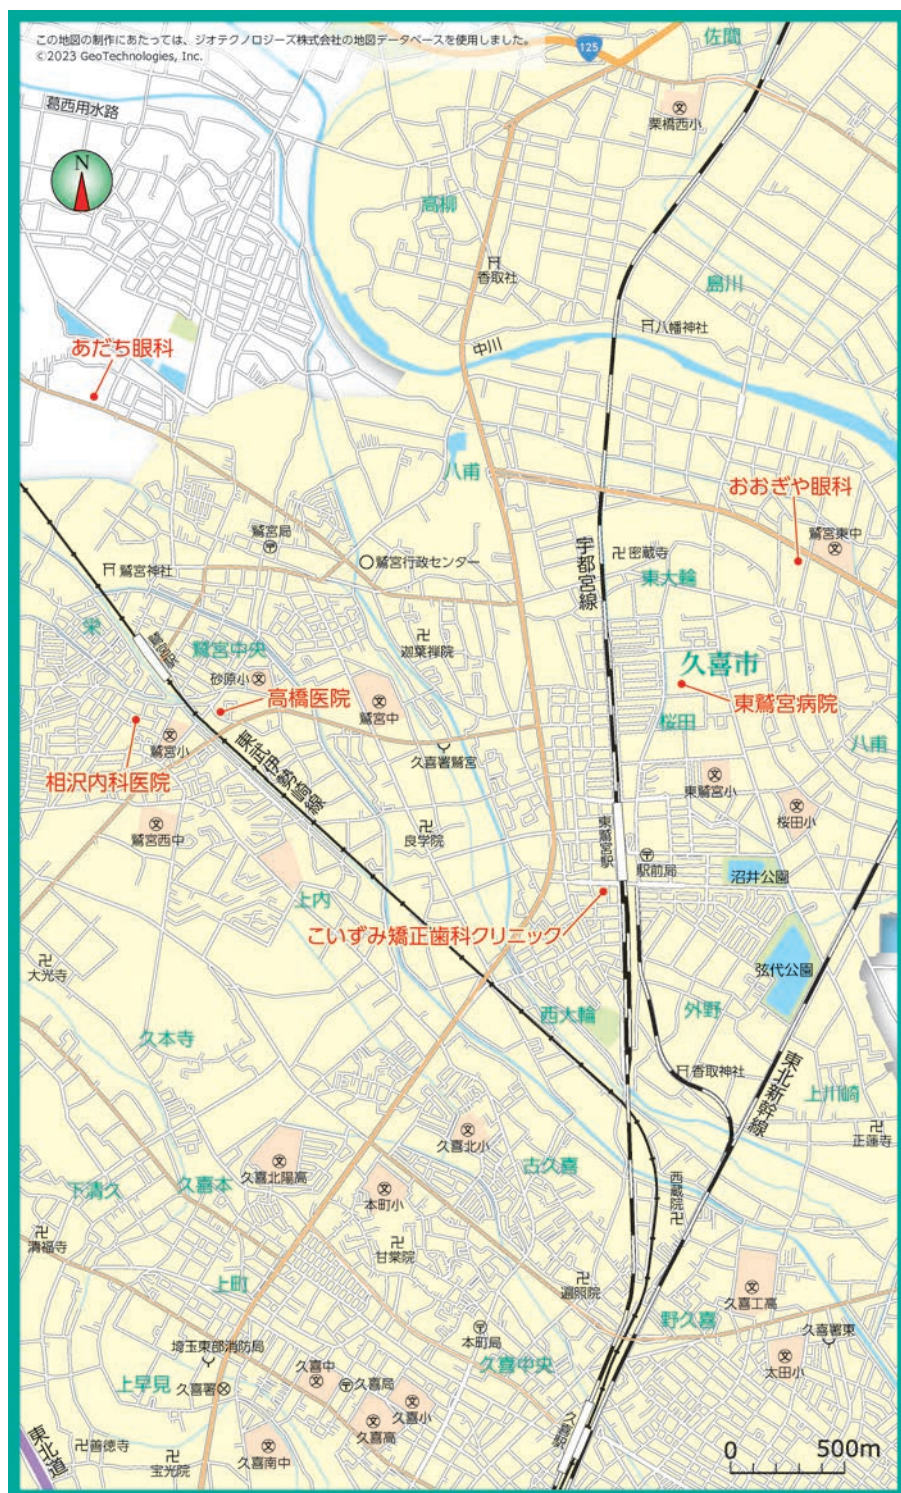 この地図の制作にあたっては、ジオテクノロジーズ株式会社の地図データベースを使用しました。
©2023 GeoTechnologies, Inc.
125
佐間
葛西用水路
栗橋西小
N
高柳
香取社
島川
八幡神社
中川
あだち眼科
八甫
おおぎや眼科
鷲宮局
鷲宮東中
鷲宮行政センター
宇都宮線
密蔵寺
鷲宮神社
東大輪
栄
鷲宮駅
鷲宮中央
迦葉禅院
久喜市
砂原小
高橋医院
鷲宮中
東鷲宮病院
桜田
鷲宮小
八甫
久喜署鷲宮
相沢内科医院
東武伊勢崎線
東鷲宮小
桜田小
鷲宮西中
良学院
東鷲宮駅
駅前局
沼井公園
上内
こいずみ矯正歯科クリニック
大光寺
弦代公園
西大輪
外野
久本寺
香取神社
東北新幹線
上川崎
正蓮寺
久喜北小
古久喜
久喜北陽高
下清久
久喜本
本町小
西蔵院
清福寺
甘棠院
上町
遍照院
久喜工高
野久喜
本町局
久喜署東
埼玉東部消防局
久喜中央
久喜中
太田小
上早見
久喜署
久喜局
久喜小
久喜高
久喜駅
東北道
善徳寺
宝光院
久喜南中
0 500m